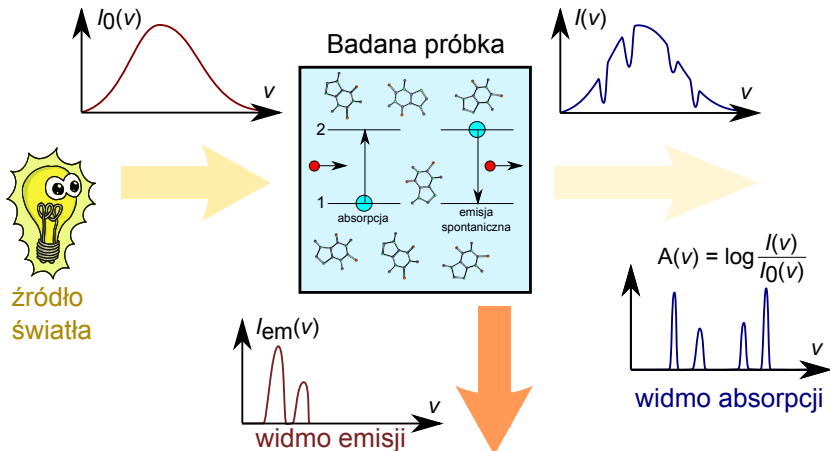 I0(ν)
ν
Badana próbka
I(ν)
ν
2
1
absorpcja
emisja
spontaniczna
źródło
światła
A(ν) = log I(ν)/I0(ν)
ν
widmo absorpcji
Iem(ν)
ν
widmo emisji